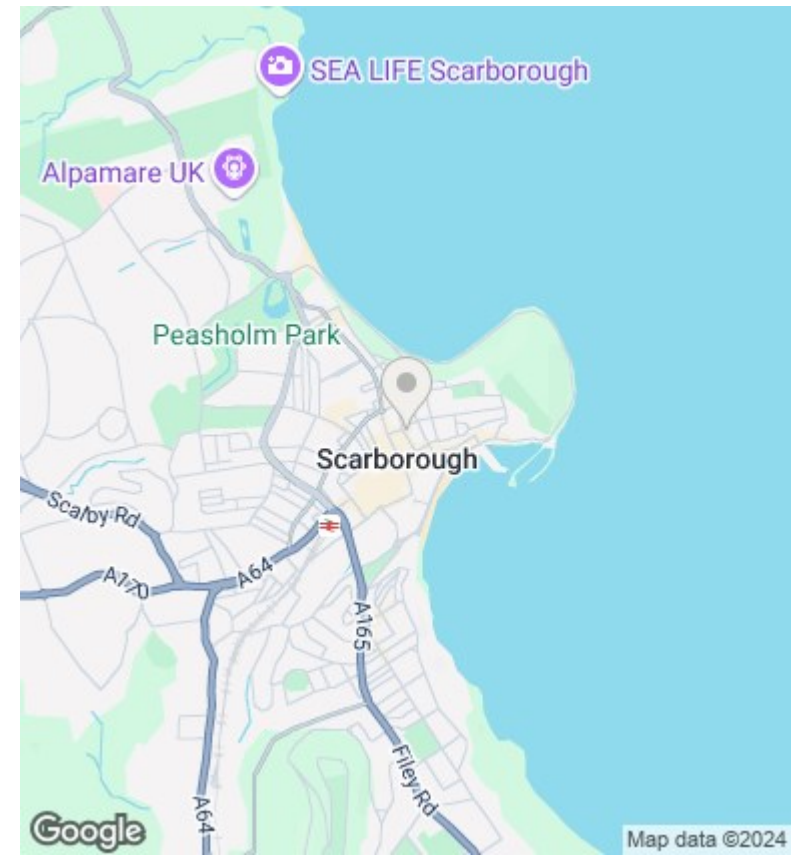 SEA LIFE Scarborough
Alpamare UK
Peasholm Park
Scarborough
Scalby Rd
A170
A64
A165
Filey Rd
A64
Google
Map data ©2024